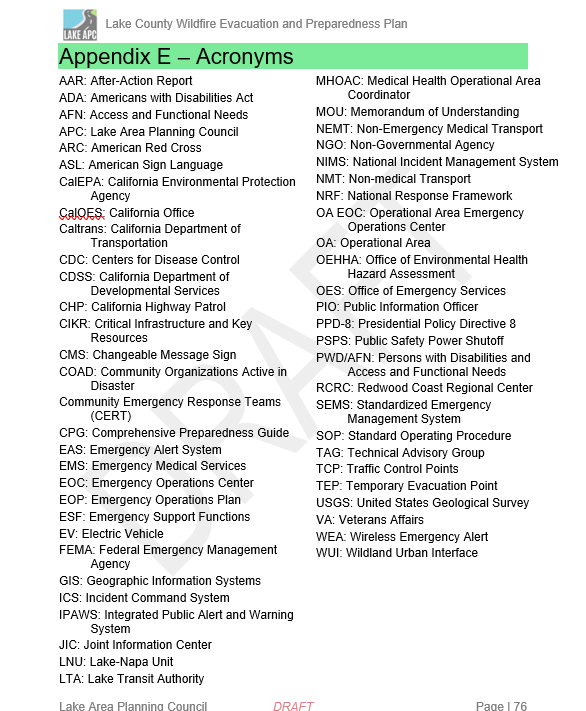 LAKE APC
Lake County Wildfire Evacuation and Preparedness Plan
Appendix E – Acronyms
AAR: After-Action Report
ADA: Americans with Disabilities Act
AFN: Access and Functional Needs
APC: Lake Area Planning Council
ARC: American Red Cross
ASL: American Sign Language
CalEPA: California Environmental Protection
Agency
CalOES: California Office
Caltrans: California Department of
Transportation
CDC: Centers for Disease Control
CDSS: California Department of
Developmental Services
CHP: California Highway Patrol
CIKR: Critical Infrastructure and Key
Resources
CMS: Changeable Message Sign
COAD: Community Organizations Active in
Disaster
Community Emergency Response Teams
(CERT)
CPG: Comprehensive Preparedness Guide
EAS: Emergency Alert System
EMS: Emergency Medical Services
EOC: Emergency Operations Center
EOP: Emergency Operations Plan
ESF: Emergency Support Functions
EV: Electric Vehicle
FEMA: Federal Emergency Management
Agency
GIS: Geographic Information Systems
ICS: Incident Command System
IPAWS: Integrated Public Alert and Warning
System
JIC: Joint Information Center
LNU: Lake-Napa Unit
LTA: Lake Transit Authority
MHOAC: Medical Health Operational Area
Coordinator
MOU: Memorandum of Understanding
NEMT: Non-Emergency Medical Transport
NGO: Non-Governmental Agency
NIMS: National Incident Management System
NMT: Non-medical Transport
NRF: National Response Framework
OA EOC: Operational Area Emergency
Operations Center
OA: Operational Area
OEHHA: Office of Environmental Health
Hazard Assessment
OES: Office of Emergency Services
PIO: Public Information Officer
PPD-8: Presidential Policy Directive 8
PSPS: Public Safety Power Shutoff
PWD/AFN: Persons with Disabilities and
Access and Functional Needs
RCRC: Redwood Coast Regional Center
SEMS: Standardized Emergency
Management System
SOP: Standard Operating Procedure
TAG: Technical Advisory Group
TCP: Traffic Control Points
TEP: Temporary Evacuation Point
USGS: United States Geological Survey
VA: Veterans Affairs
WEA: Wireless Emergency Alert
WUI: Wildland Urban Interface
DRAFT
Lake Area Planning Council DRAFT Page | 76